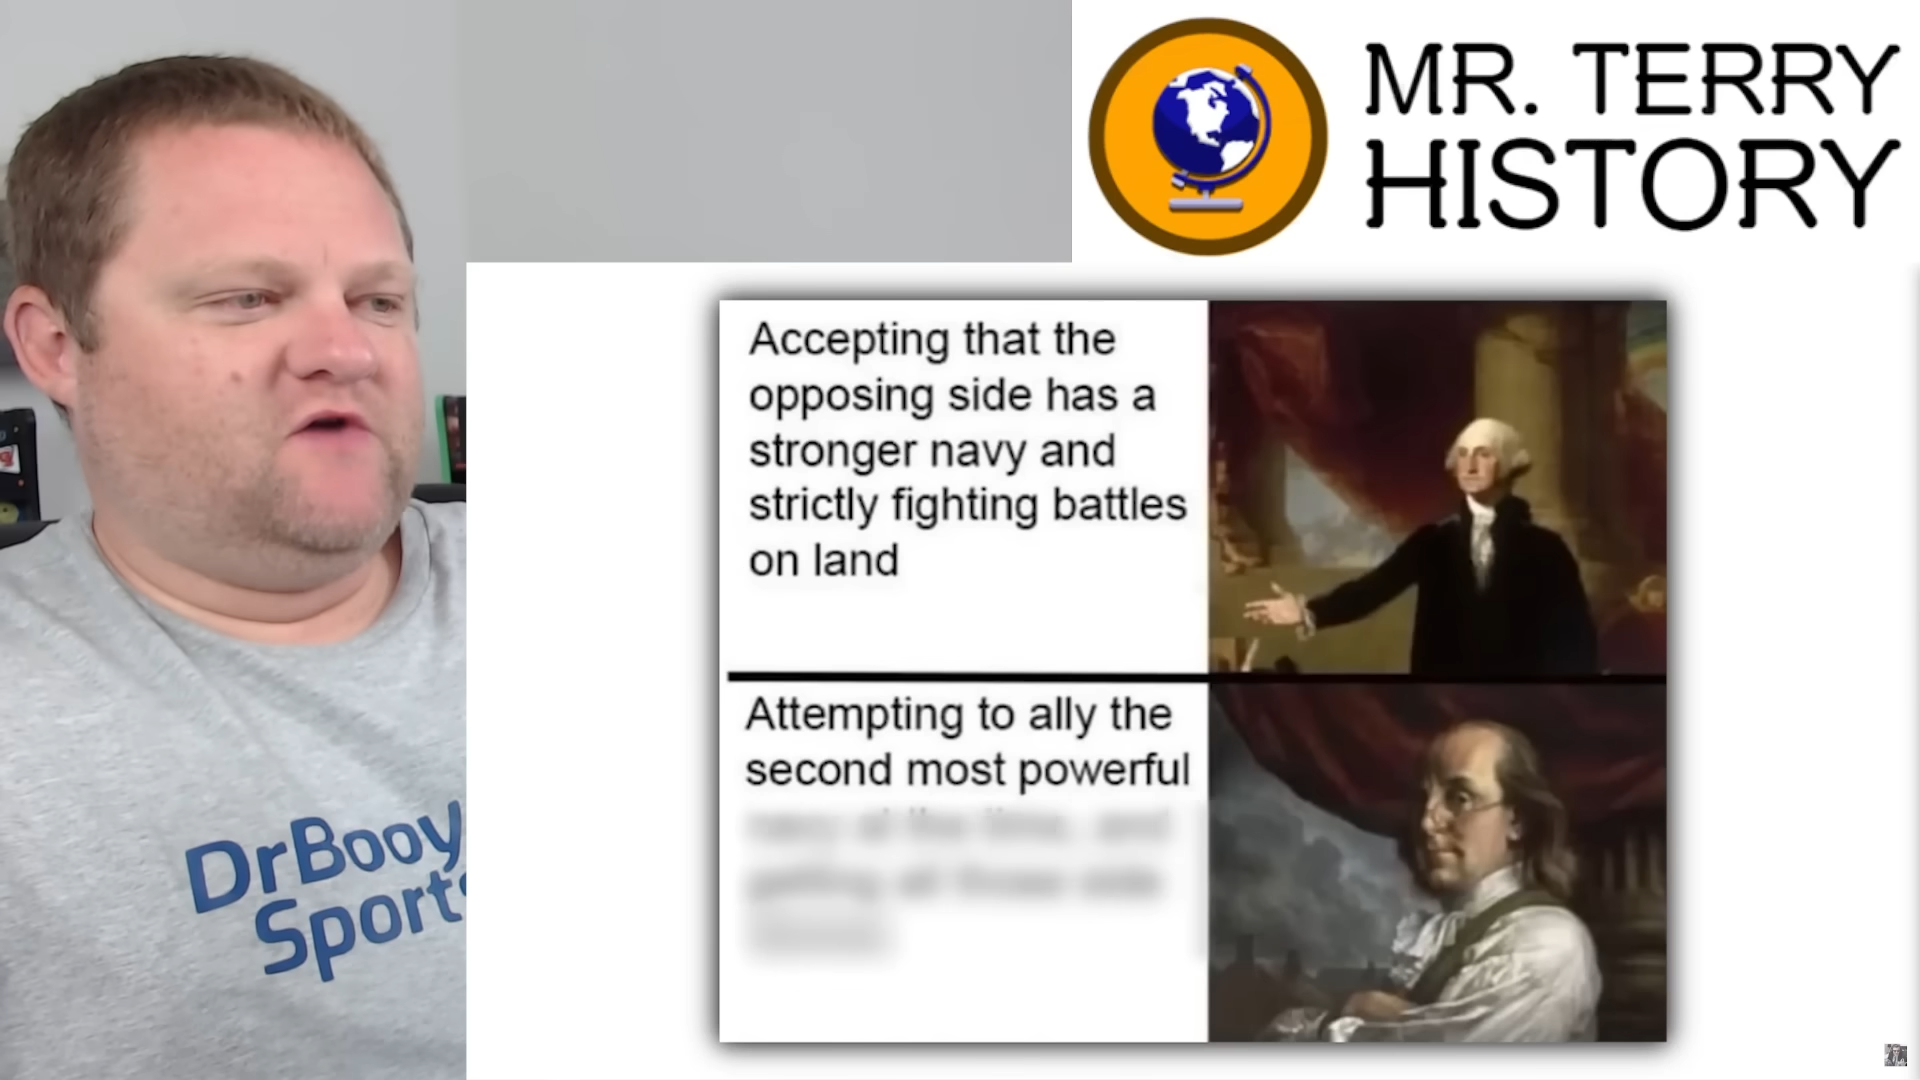 MR. TERRY
HISTORY
Accepting that the
opposing side has a
stronger navy and
strictly fighting battles
on land
Attempting to ally the
second most powerful
DrBooy
Sports